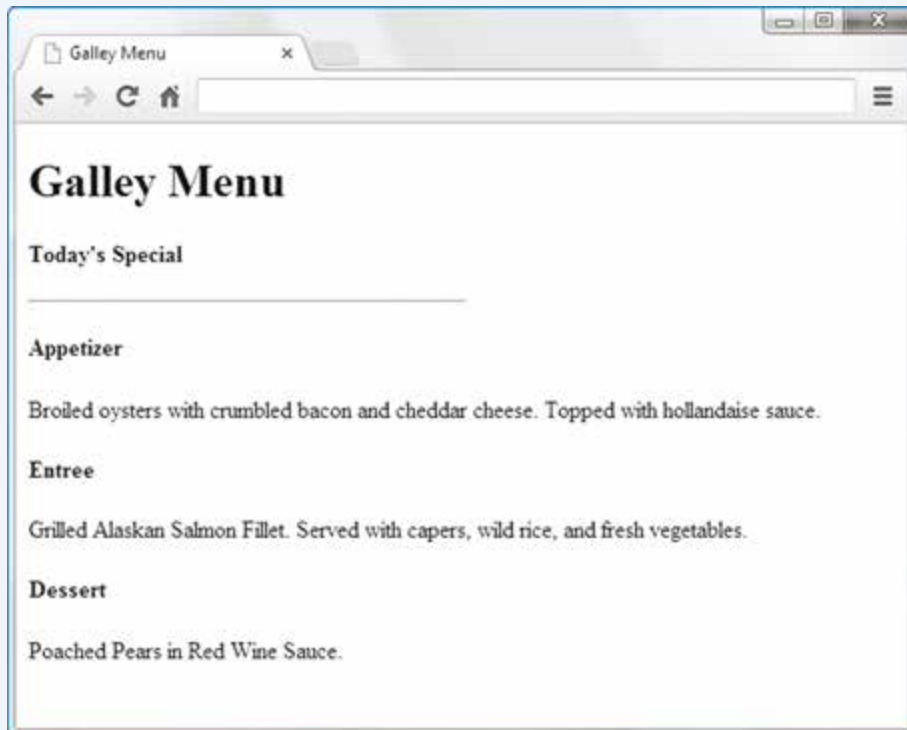 Galley Menu
Galley Menu
Today's Special
Appetizer
Broiled oysters with crumbled bacon and cheddar cheese. Topped with hollandaise sauce.
Entree
Grilled Alaskan Salmon Fillet. Served with capers, wild rice, and fresh vegetables.
Dessert
Poached Pears in Red Wine Sauce.